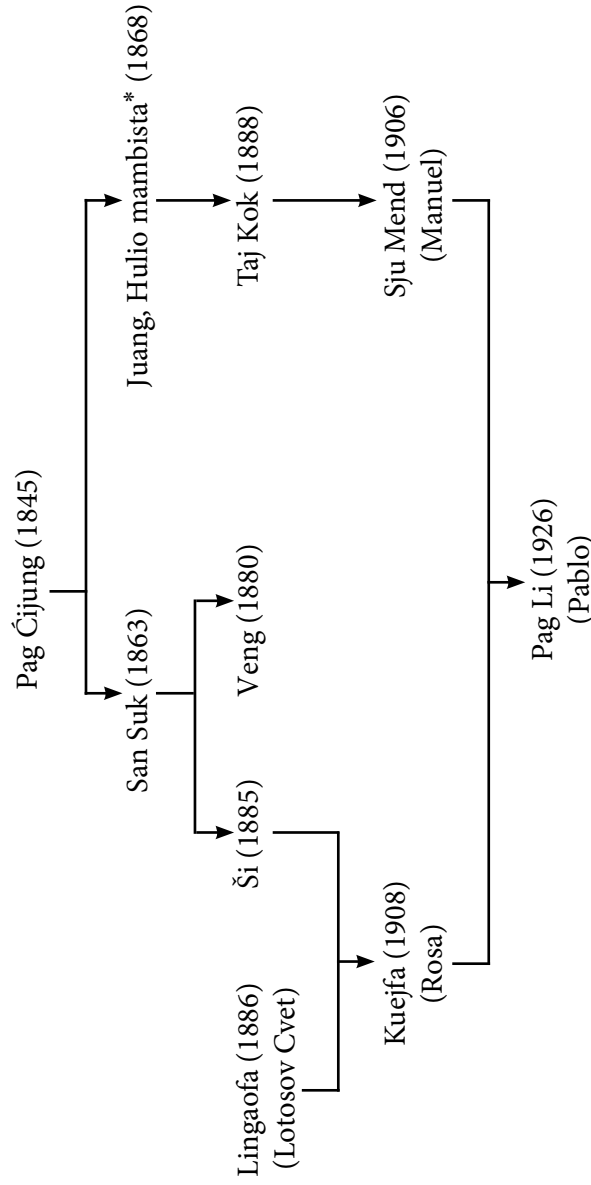 Pag Ćijung (1845)
San Suk (1863)
Juang, Hulio mambista* (1868)
Lingaofa (1886)
(Lotosov Cvet)
Ši (1885)
Veng (1880)
Taj Kok (1888)
Kuejfa (1908)
(Rosa)
Sju Mend (1906)
(Manuel)
Pag Li (1926)
(Pablo)